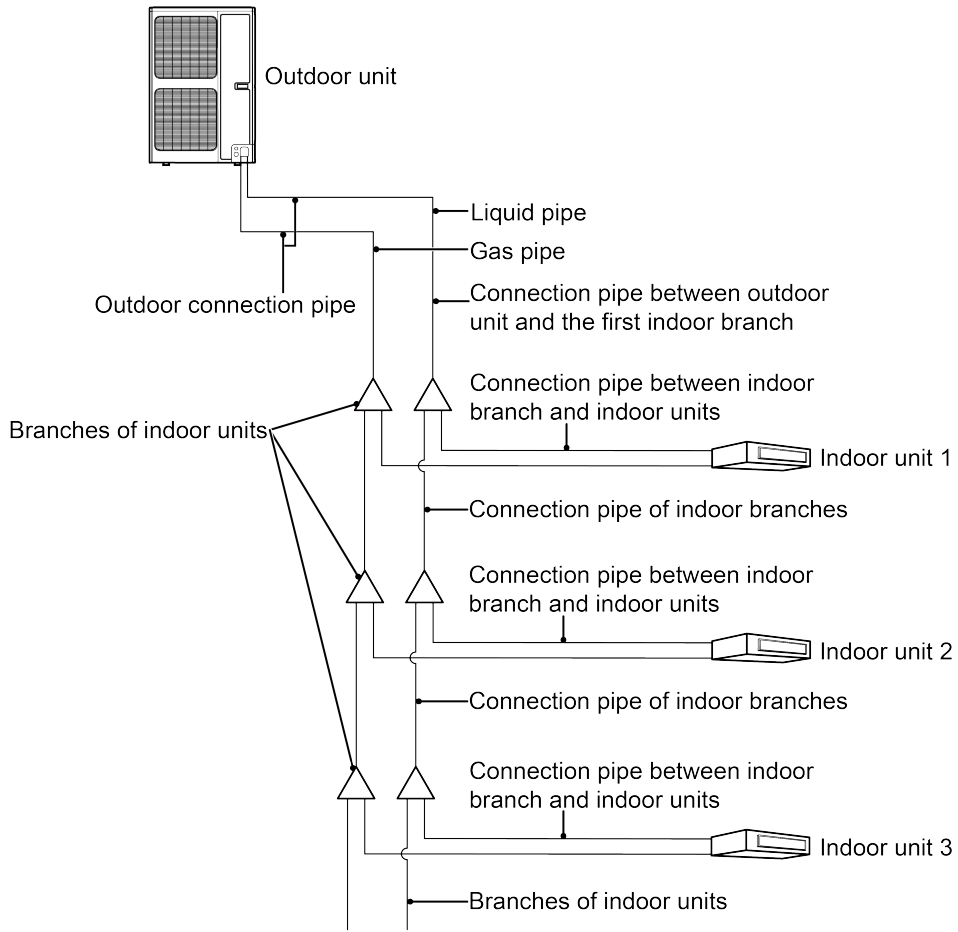 Outdoor unit
Liquid pipe
Gas pipe
Outdoor connection pipe
Connection pipe between outdoor
unit and the first indoor branch
Connection pipe between indoor
branch and indoor units
Branches of indoor units
Indoor unit 1
Connection pipe of indoor branches
Connection pipe between indoor
branch and indoor units
Indoor unit 2
Connection pipe of indoor branches
Connection pipe between indoor
branch and indoor units
Indoor unit 3
Branches of indoor units